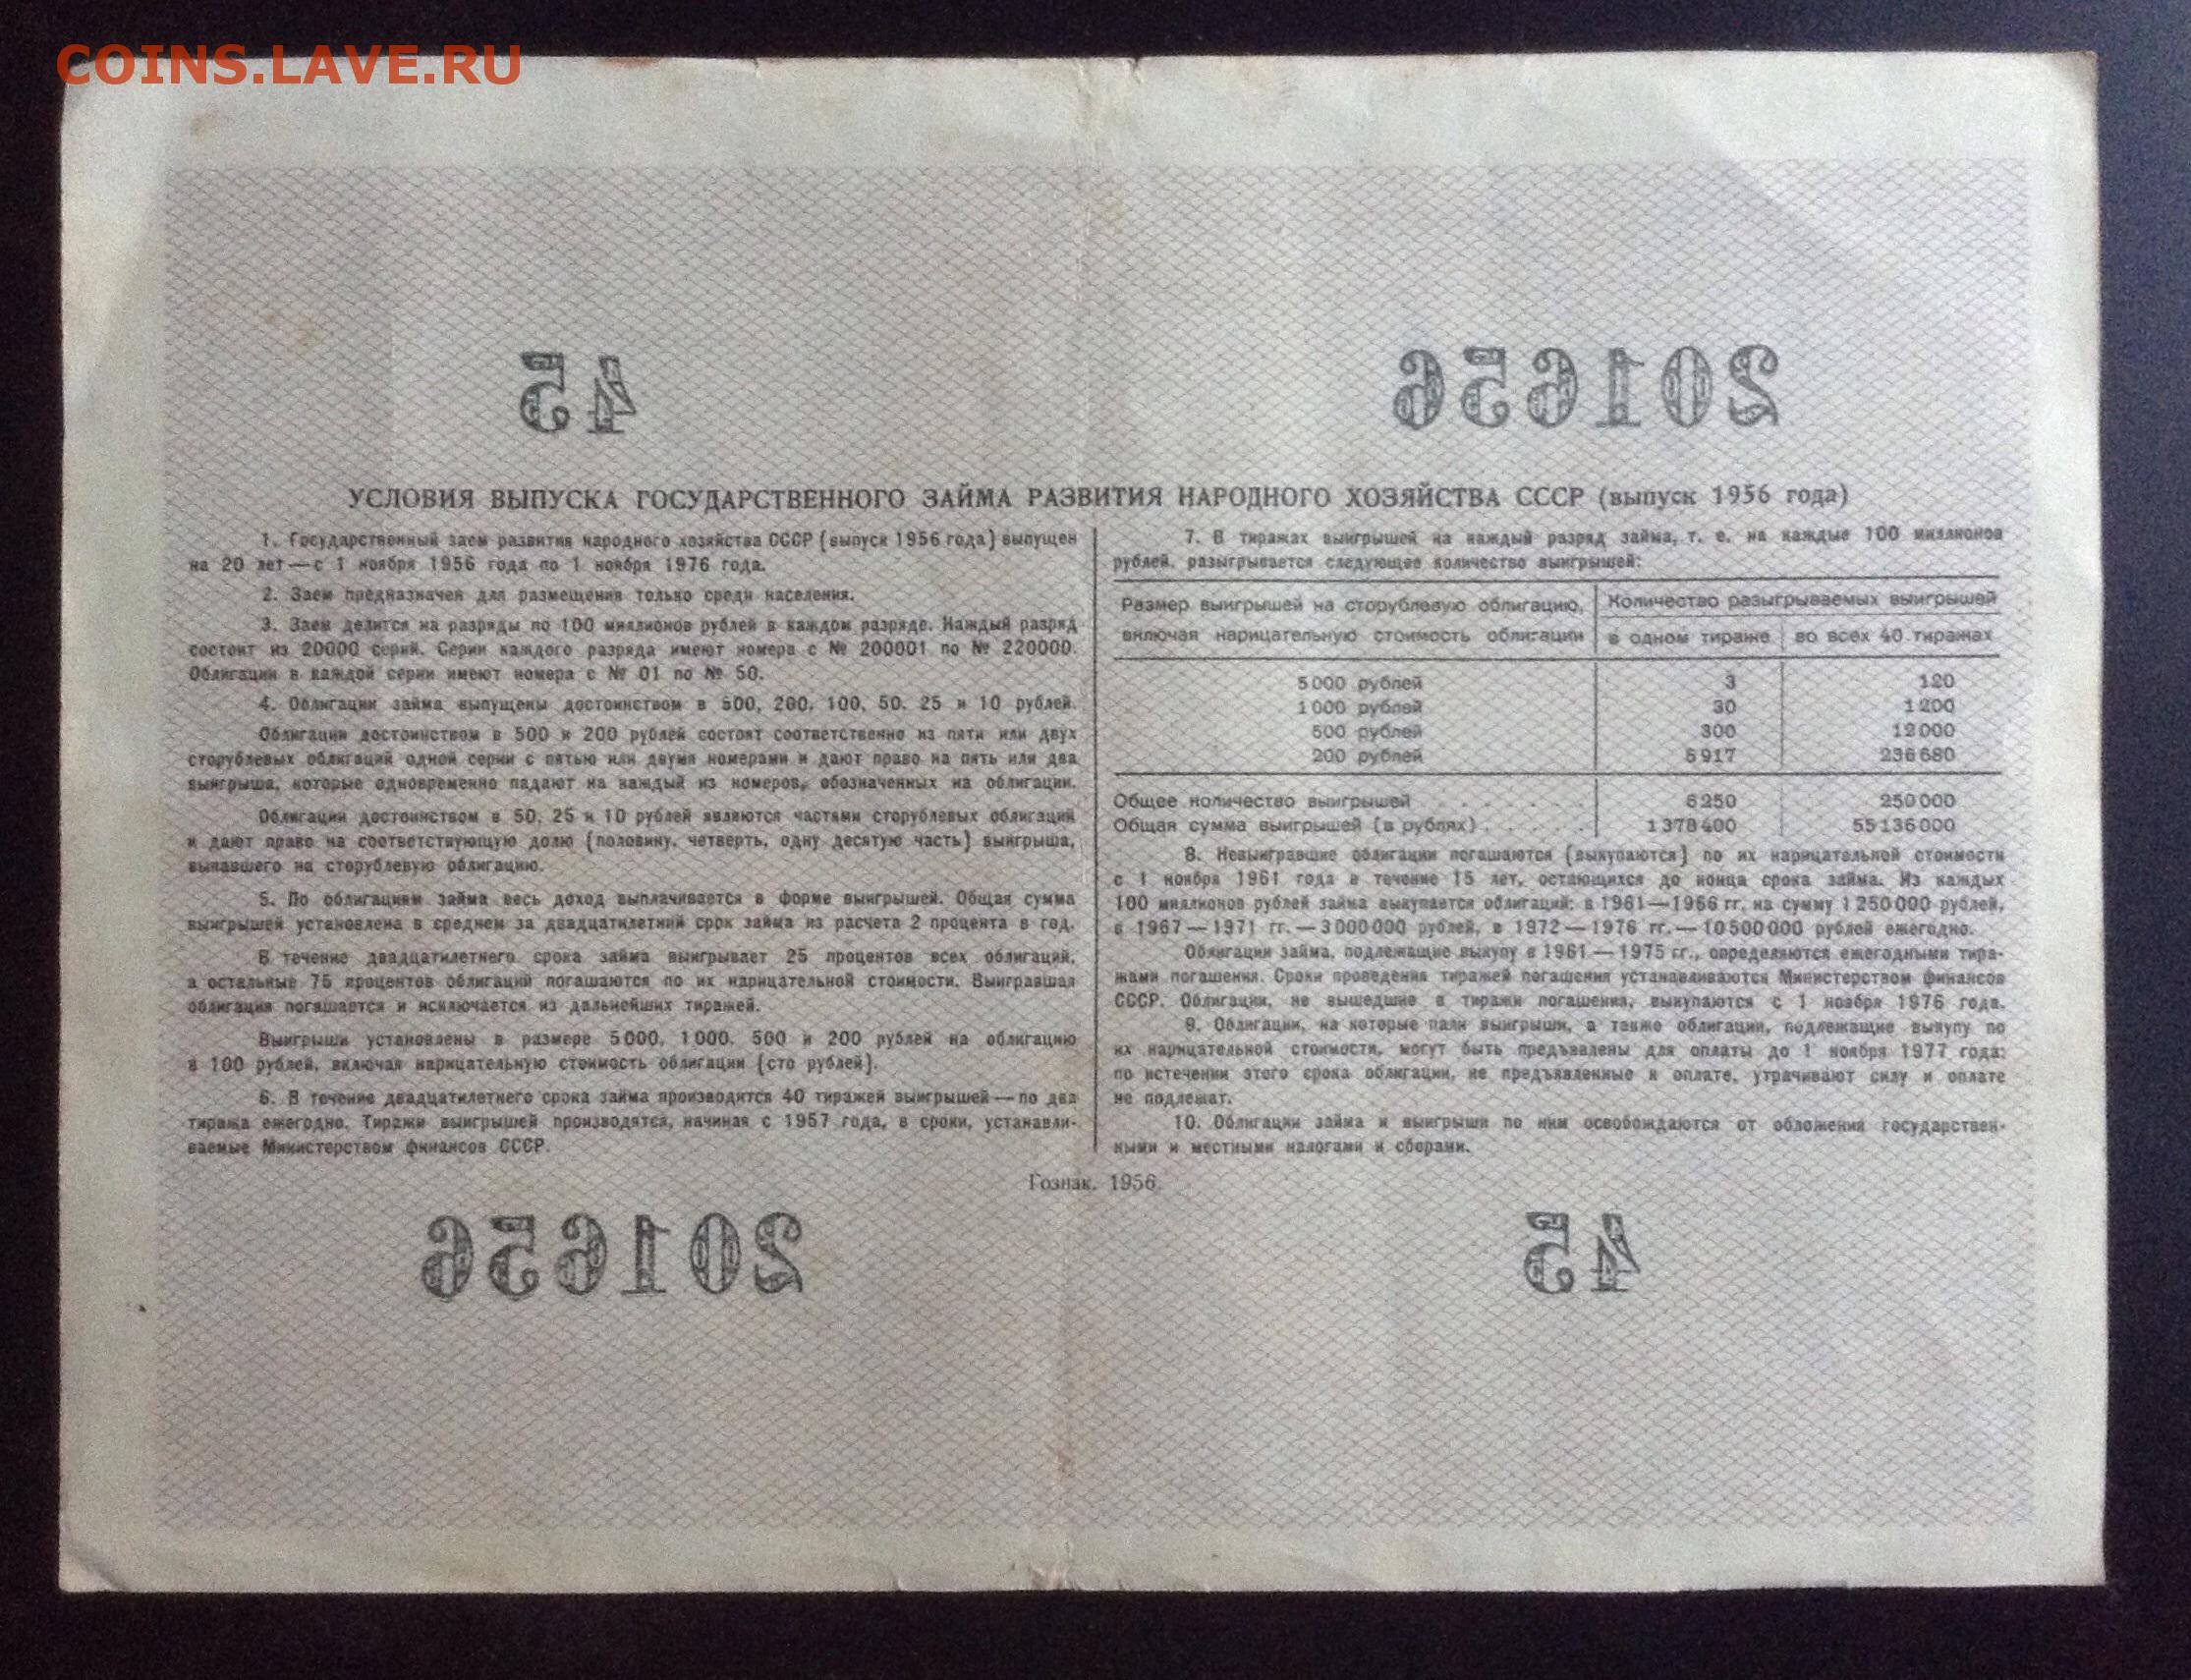 COINS.LAVE.RU
45 201656
УСЛОВИЯ ВЫПУСКА ГОСУДАРСТВЕННОГО ЗАЙМА РАЗВИТИЯ НАРОДНОГО ХОЗЯЙСТВА СССР (выпуск 1956 года)
1. Государственный заем развития народного хозяйства СССР (выпуск 1956 года) выпущен
на 20 лет—с 1 ноября 1956 года по 1 ноября 1976 года.
2. Заем предназначен для размещения только среди населения.
3. Заем делится на разряды по 100 миллионов рублей в каждом разряде. Каждый разряд
состоит из 20000 серий. Серии каждого разряда имеют номера с № 200001 по № 220000.
Облигации в каждой серии имеют номера с № 01 по № 50.
4. Облигации займа выпущены достоинством в 500, 200, 100, 50, 25 и 10 рублей.
Облигации достоинством в 500 и 200 рублей состоят соответственно из пяти или двух
сторублевых облигаций одной серии с пятью или двумя номерами и дают право на пять или два
выигрыша, которые одновременно падают на каждый из номеров, обозначенных на облигации.
Облигации достоинством в 50, 25 и 10 рублей являются частями сторублевых облигаций
и дают право на соответствующую долю (половину, четверть, одну десятую часть) выигрыша,
выпавшего на сторублевую облигацию.
5. По облигациям займа весь доход выплачивается в форме выигрышей. Общая сумма
выигрышей установлена в среднем за двадцатилетний срок займа из расчета 2 процента в год.
В течение двадцатилетнего срока займа выигрывает 25 процентов всех облигаций,
а остальные 75 процентов облигаций погашаются по их нарицательной стоимости. Выигравшая
облигация погашается и исключается из дальнейших тиражей.
Выигрыши установлены в размере 5000, 1000, 500 и 200 рублей на облигацию
в 100 рублей, включая нарицательную стоимость облигации (сто рублей).
6. В течение двадцатилетнего срока займа производится 40 тиражей выигрышей—по два
тиража ежегодно. Тиражи выигрышей производятся, начиная с 1957 года, в сроки, устанавли-
ваемые Министерством финансов СССР.
7. В тиражах выигрышей на каждый разряд займа, т. е. на каждые 100 миллионов
рублей, разыгрывается следующее количество выигрышей:
Размер выигрышей на сторублевую облигацию, Количество разыгрываемых выигрышей
включая нарицательную стоимость облигации в одном тираже во всех 40 тиражах
5000 рублей 3 120
1000 рублей 30 1200
500 рублей 300 12000
200 рублей 5917 236680
Общее количество выигрышей . . . . . 6250 250000
Общая сумма выигрышей (в рублях) . . . . 1378400 55136000
8. Невыигравшие облигации погашаются (выкупаются) по их нарицательной стоимости
с 1 ноября 1961 года в течение 15 лет, остающихся до конца срока займа. Из каждых
100 миллионов рублей займа выкупается облигаций: в 1961—1966 гг. на сумму 1250000 рублей,
в 1967—1971 гг.—3000000 рублей, в 1972—1976 гг.—10500000 рублей ежегодно.
Облигации займа, подлежащие выкупу в 1961—1975 гг., определяются ежегодными тира-
жами погашения. Сроки проведения тиражей погашения устанавливаются Министерством финансов
СССР. Облигации, не вышедшие в тиражи погашения, выкупаются с 1 ноября 1976 года.
9. Облигации, на которые пали выигрыши, а также облигации, подлежащие выкупу по
их нарицательной стоимости, могут быть предъявлены для оплаты до 1 ноября 1977 года;
по истечении этого срока облигации, не предъявленные к оплате, утрачивают силу и оплате
не подлежат.
10. Облигации займа и выигрыши по ним освобождаются от обложения государствен-
ными и местными налогами и сборами.
Гознак. 1956.
201656 45